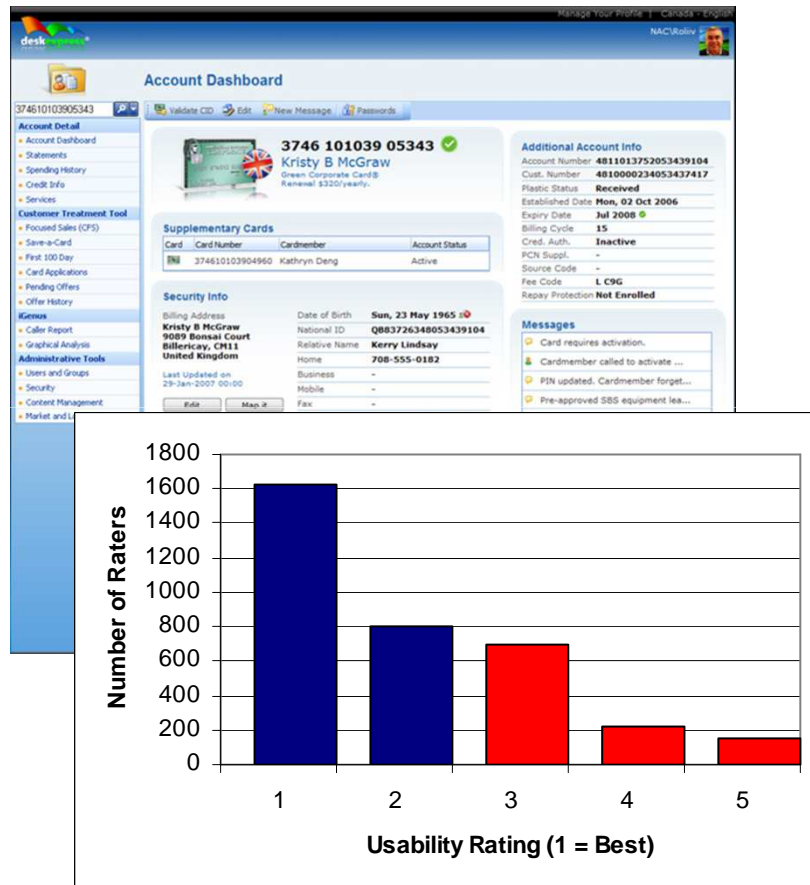 Manage Your Profile | Canada - English
deskexpress
NAC\Roliv
Account Dashboard
374610103905343
Validate CID Edit New Message Passwords
Account Detail
Account Dashboard
Statements
Spending History
Credit Info
Services
Customer Treatment Tool
Focused Sales (CFS)
Save-a-Card
First 100 Day
Card Applications
Pending Offers
Offer History
iGenus
Caller Report
Graphical Analysis
Administrative Tools
Users and Groups
Security
Content Management
Market and L
3746 101039 05343
Kristy B McGraw
Green Corporate Card®
Renewal $320/yearly.
Supplementary Cards
Card Card Number Cardmember Account Status
374610103904960 Kathryn Deng Active
Security Info
Billing Address
Kristy B McGraw
9089 Bonsai Court
Billericay, CM11
United Kingdom
Last Updated on
29-Jan-2007 00:00
Edit Map it
Date of Birth Sun, 23 May 1965
National ID QB83726348053439104
Relative Name Kerry Lindsay
Home 708-555-0182
Business -
Mobile -
Fax -
Additional Account Info
Account Number 4811013752053439104
Cust. Number 4810000234053437417
Plastic Status Received
Established Date Mon, 02 Oct 2006
Expiry Date Jul 2008
Billing Cycle 15
Cred. Auth. Inactive
PCN Suppl. -
Source Code -
Fee Code L C9G
Repay Protection Not Enrolled
Messages
Card requires activation.
Cardmember called to activate ...
PIN updated. Cardmember forget...
Pre-approved SBS equipment lea...
Number of Raters
1800
1600
1400
1200
1000
800
600
400
200
0
1 2 3 4 5
Usability Rating (1 = Best)